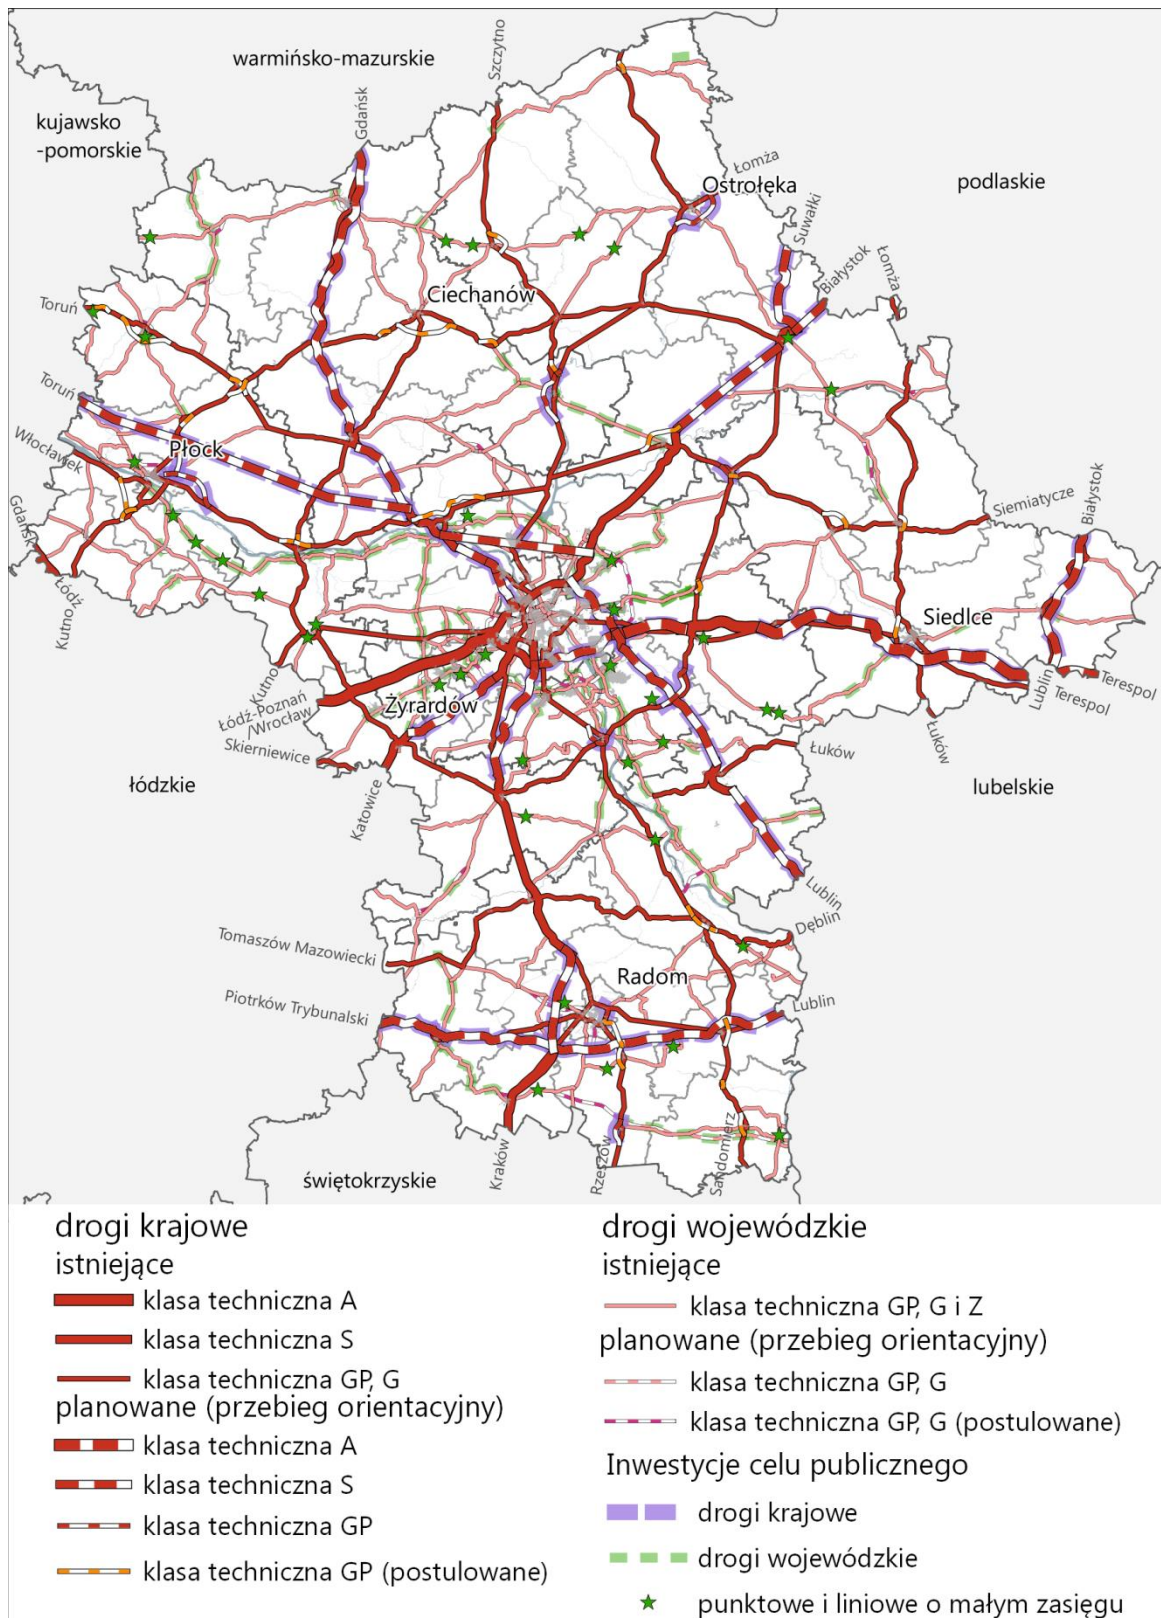 warmińsko-mazurskie
Szczytno
kujawsko
-pomorskie
Gdańsk
Łomża
Ostrołęka
podlaskie
Suwałki
Białystok
Łomża
Ciechanów
Toruń
Toruń
Włocławek
Płock
Gdańsk
Siemiatycze
Białystok
Łódź
Kutno
Siedlce
Kutno
Łódź-Poznań
/Wrocław
Żyrardów
Skierniewice
Lublin
Terespol
Terespol
Łuków
Łuków
łódzkie
Katowice
lubelskie
Lublin
Dęblin
Tomaszów Mazowiecki
Radom
Piotrków Trybunalski
Lublin
świętokrzyskie
Kraków
Rzeszów
Sandomierz
drogi krajowe
istniejące
klasa techniczna A
klasa techniczna S
klasa techniczna GP, G
planowane (przebieg orientacyjny)
klasa techniczna A
klasa techniczna S
klasa techniczna GP
klasa techniczna GP (postulowane)
drogi wojewódzkie
istniejące
klasa techniczna GP, G i Z
planowane (przebieg orientacyjny)
klasa techniczna GP, G
klasa techniczna GP, G (postulowane)
Inwestycje celu publicznego
drogi krajowe
drogi wojewódzkie
punktowe i liniowe o małym zasięgu